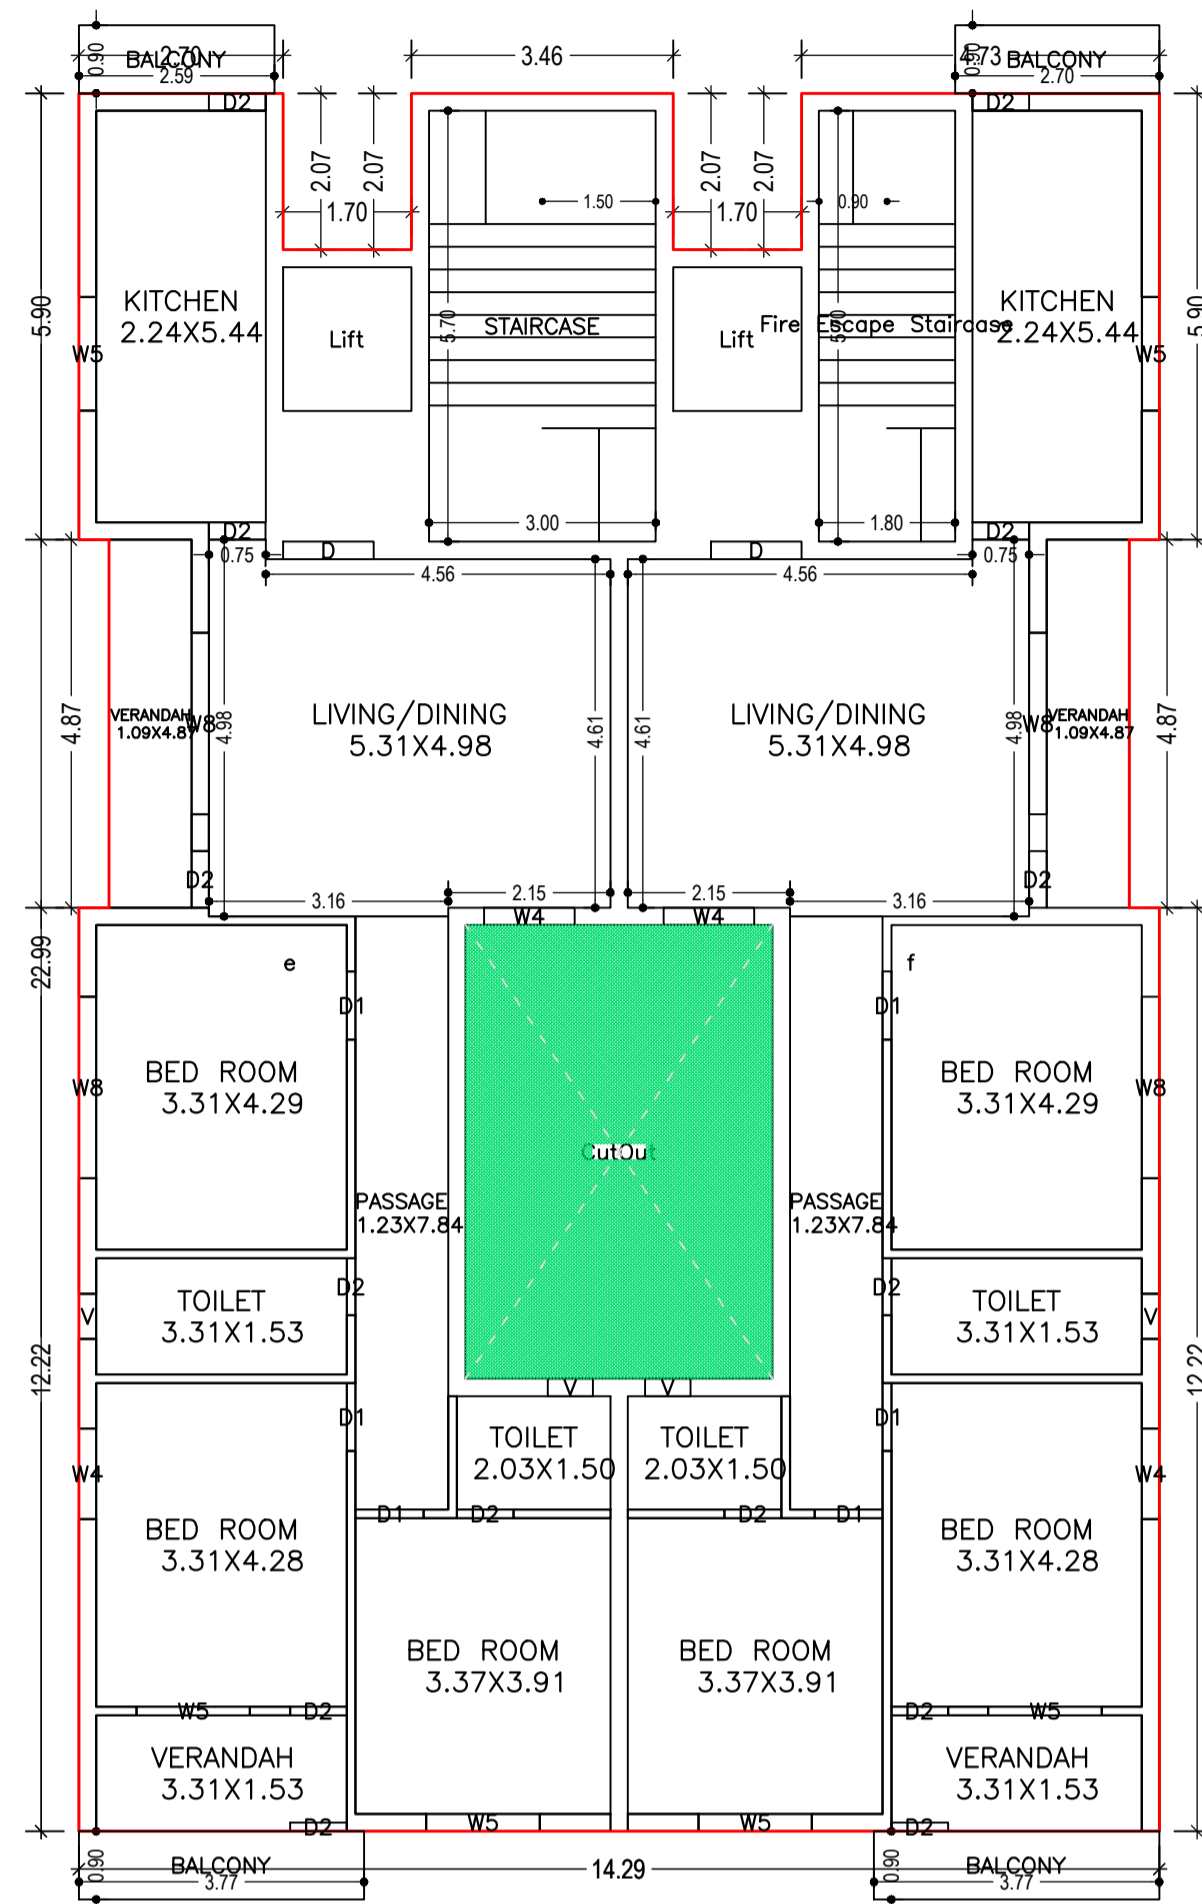 BALCONY
2.70
2.59
0.90
3.46
4.73
BALCONY
2.70
0.90
D2
D2
2.07
2.07
2.07
2.07
1.70
1.70
1.50
0.90
5.90
KITCHEN
2.24X5.44
W5
Lift
5.70
STAIRCASE
Lift
Fire Escape Staircase
KITCHEN
2.24X5.44
W5
5.90
D2
3.00
1.80
D2
0.75
D
D
0.75
4.56
4.56
4.87
VERANDAH
1.09X4.87
W8
4.98
LIVING/DINING
5.31X4.98
4.61
4.61
LIVING/DINING
5.31X4.98
4.98
W8
VERANDAH
1.09X4.87
4.87
D2
D2
3.16
2.15
2.15
3.16
W4
W4
22.99
e
f
D1
D1
BED ROOM
3.31X4.29
W8
BED ROOM
3.31X4.29
W8
CutOut
PASSAGE
1.23X7.84
PASSAGE
1.23X7.84
D2
D2
TOILET
3.31X1.53
V
TOILET
3.31X1.53
V
12.22
12.22
V
V
D1
D1
TOILET
2.03X1.50
TOILET
2.03X1.50
W4
W4
D1
D2
D2
D1
BED ROOM
3.31X4.28
BED ROOM
3.31X4.28
BED ROOM
3.37X3.91
BED ROOM
3.37X3.91
W5
D2
D2
W5
VERANDAH
3.31X1.53
VERANDAH
3.31X1.53
D2
W5
W5
D2
0.90
BALCONY
3.77
14.29
0.90
BALCONY
3.77